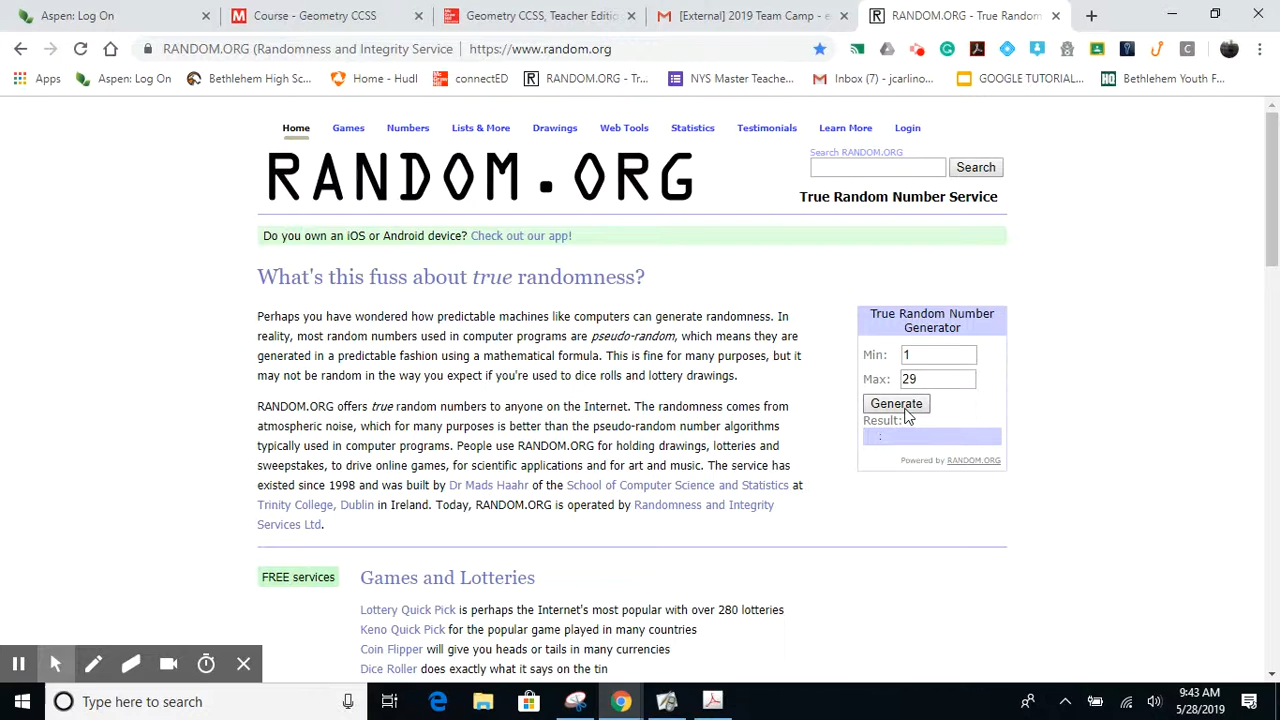 Aspen: Log On
Course - Geometry CCSS
Geometry CCSS, Teacher Editi
[External] 2019 Team Camp - e
RANDOM.ORG - True Random
RANDOM.ORG (Randomness and Integrity Service | https://www.random.org
Apps
Aspen: Log On
Bethlehem High Sc...
Home - Hudl
connectED
RANDOM.ORG - Tr...
NYS Master Teache...
Inbox (7) - jcarlino...
GOOGLE TUTORIAL...
Bethlehem Youth F...
Home Games Numbers Lists & More Drawings Web Tools Statistics Testimonials Learn More Login
RANDOM.ORG
Search RANDOM.ORG
Search
True Random Number Service
Do you own an iOS or Android device? Check out our app!
What's this fuss about true randomness?
Perhaps you have wondered how predictable machines like computers can generate randomness. In
reality, most random numbers used in computer programs are pseudo-random, which means they are
generated in a predictable fashion using a mathematical formula. This is fine for many purposes, but it
may not be random in the way you expect if you're used to dice rolls and lottery drawings.
RANDOM.ORG offers true random numbers to anyone on the Internet. The randomness comes from
atmospheric noise, which for many purposes is better than the pseudo-random number algorithms
typically used in computer programs. People use RANDOM.ORG for holding drawings, lotteries and
sweepstakes, to drive online games, for scientific applications and for art and music. The service has
existed since 1998 and was built by Dr Mads Haahr of the School of Computer Science and Statistics at
Trinity College, Dublin in Ireland. Today, RANDOM.ORG is operated by Randomness and Integrity
Services Ltd.
True Random Number
Generator
Min: 1
Max: 29
Generate
Result:
Powered by RANDOM.ORG
FREE services
Games and Lotteries
Lottery Quick Pick is perhaps the Internet's most popular with over 280 lotteries
Keno Quick Pick for the popular game played in many countries
Coin Flipper will give you heads or tails in many currencies
Dice Roller does exactly what it says on the tin
Type here to search
9:43 AM
5/28/2019